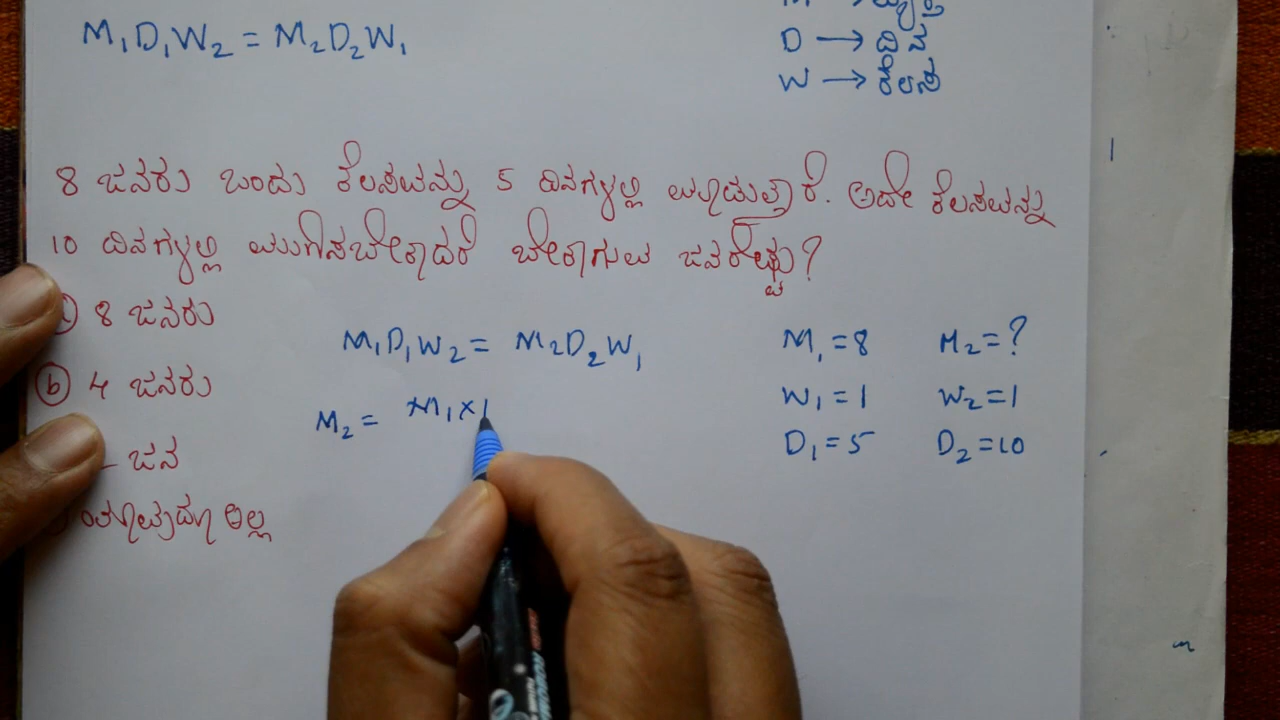 M₁D₁W₂ = M₂D₂W₁
D → ದಿನ
W → ಕೆಲಸ
8 ಜನರು ಒಂದು ಕೆಲಸವನ್ನು 5 ದಿನಗಳಲ್ಲಿ ಮಾಡುತ್ತಾರೆ. ಅದೇ ಕೆಲಸವನ್ನು
10 ದಿನಗಳಲ್ಲಿ ಮುಗಿಸಬೇಕಾದರೆ ಬೇಕಾಗುವ ಜನರೆಷ್ಟು?
8 ಜನರು
ⓑ 4 ಜನರು
ಜನ
ಯಾವುದೂ ಅಲ್ಲ
M₁D₁W₂ = M₂D₂W₁
M₂ = M₁×
M₁ = 8 M₂ = ?
W₁ = 1 W₂ = 1
D₁ = 5 D₂ = 10